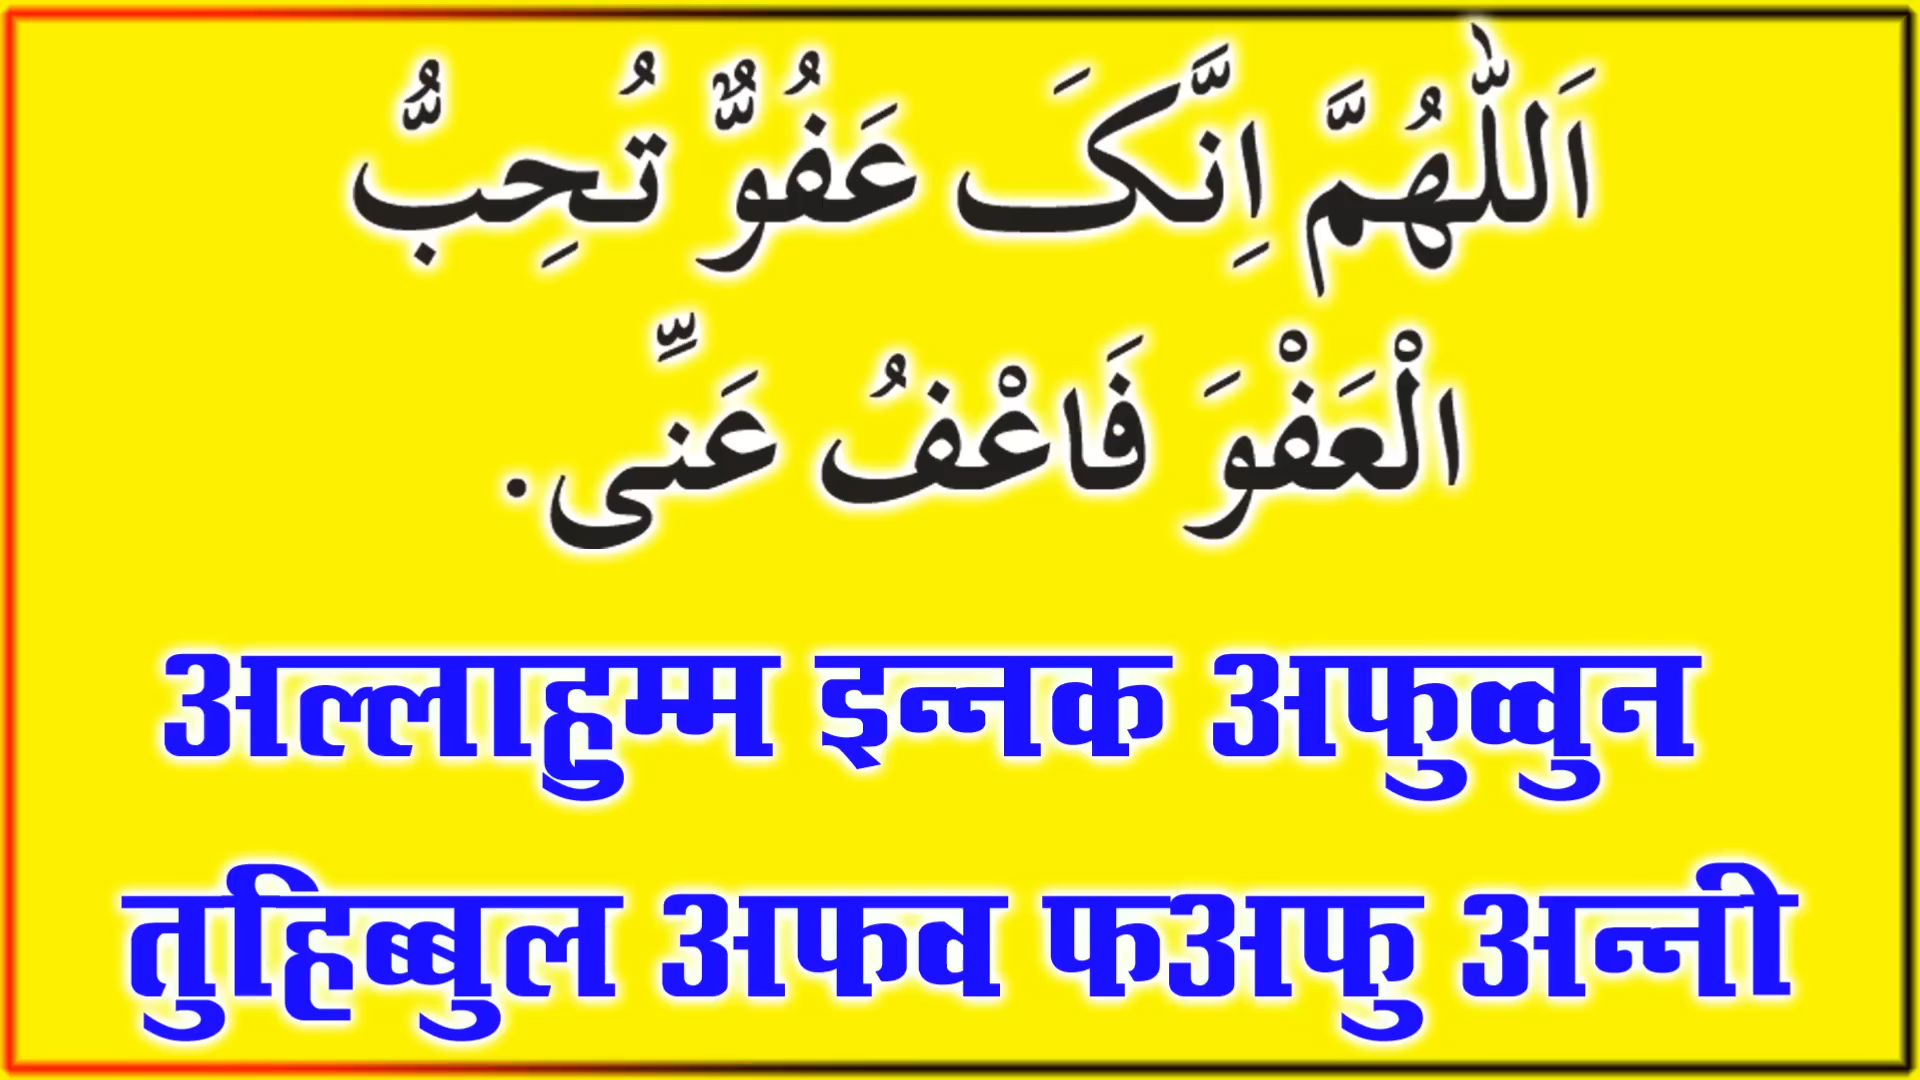 اَللّٰهُمَّ اِنَّکَ عَفُوٌّ تُحِبُّ
الْعَفْوَ فَاعْفُ عَنِّی.
अल्लाहुम्म इन्नक अफुव्वुन
तुहिब्बुल अफव फअफु अन्नी